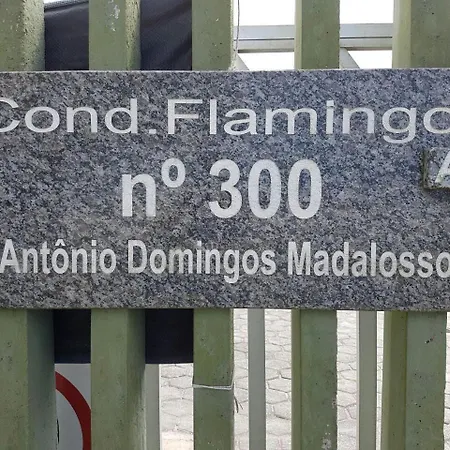 Cond.Flamingo
nº 300
Antônio Domingos Madalosso